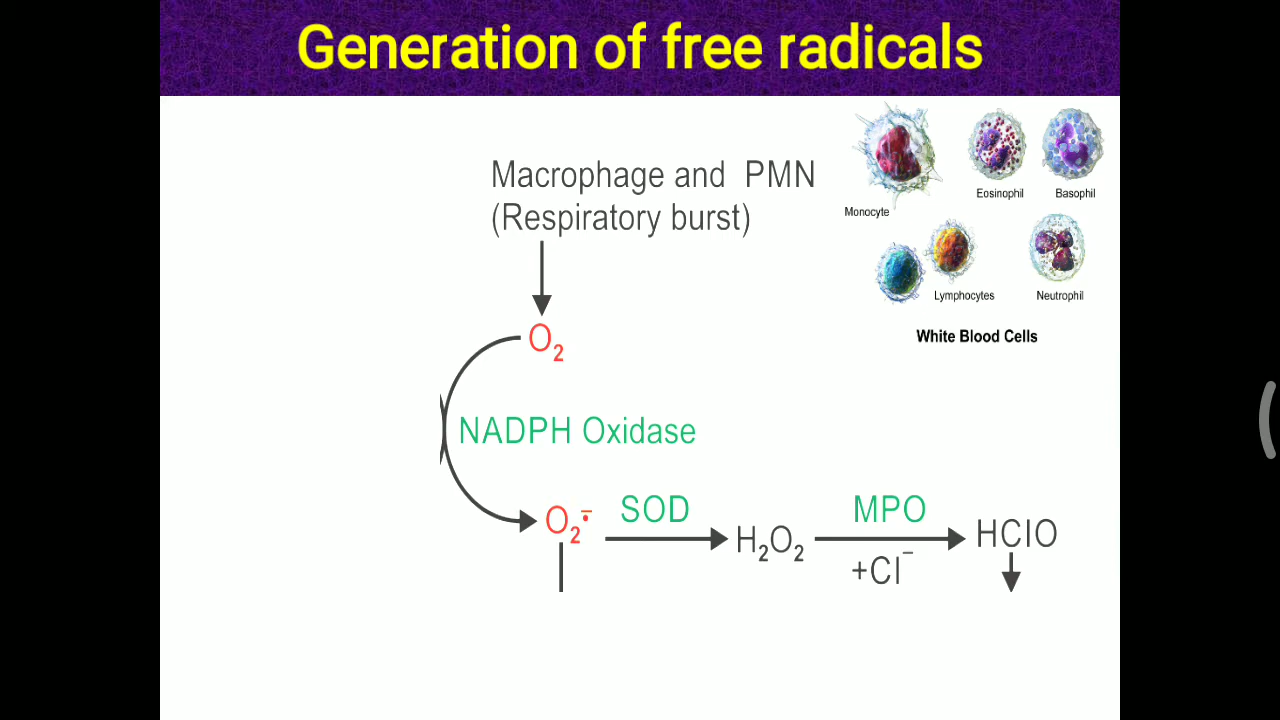 Generation of free radicals
Macrophage and PMN
(Respiratory burst)
Monocyte
Eosinophil
Basophil
Lymphocytes
Neutrophil
White Blood Cells
O₂
NADPH Oxidase
O₂•̅
SOD
H₂O₂
MPO
+Cl⁻
HClO